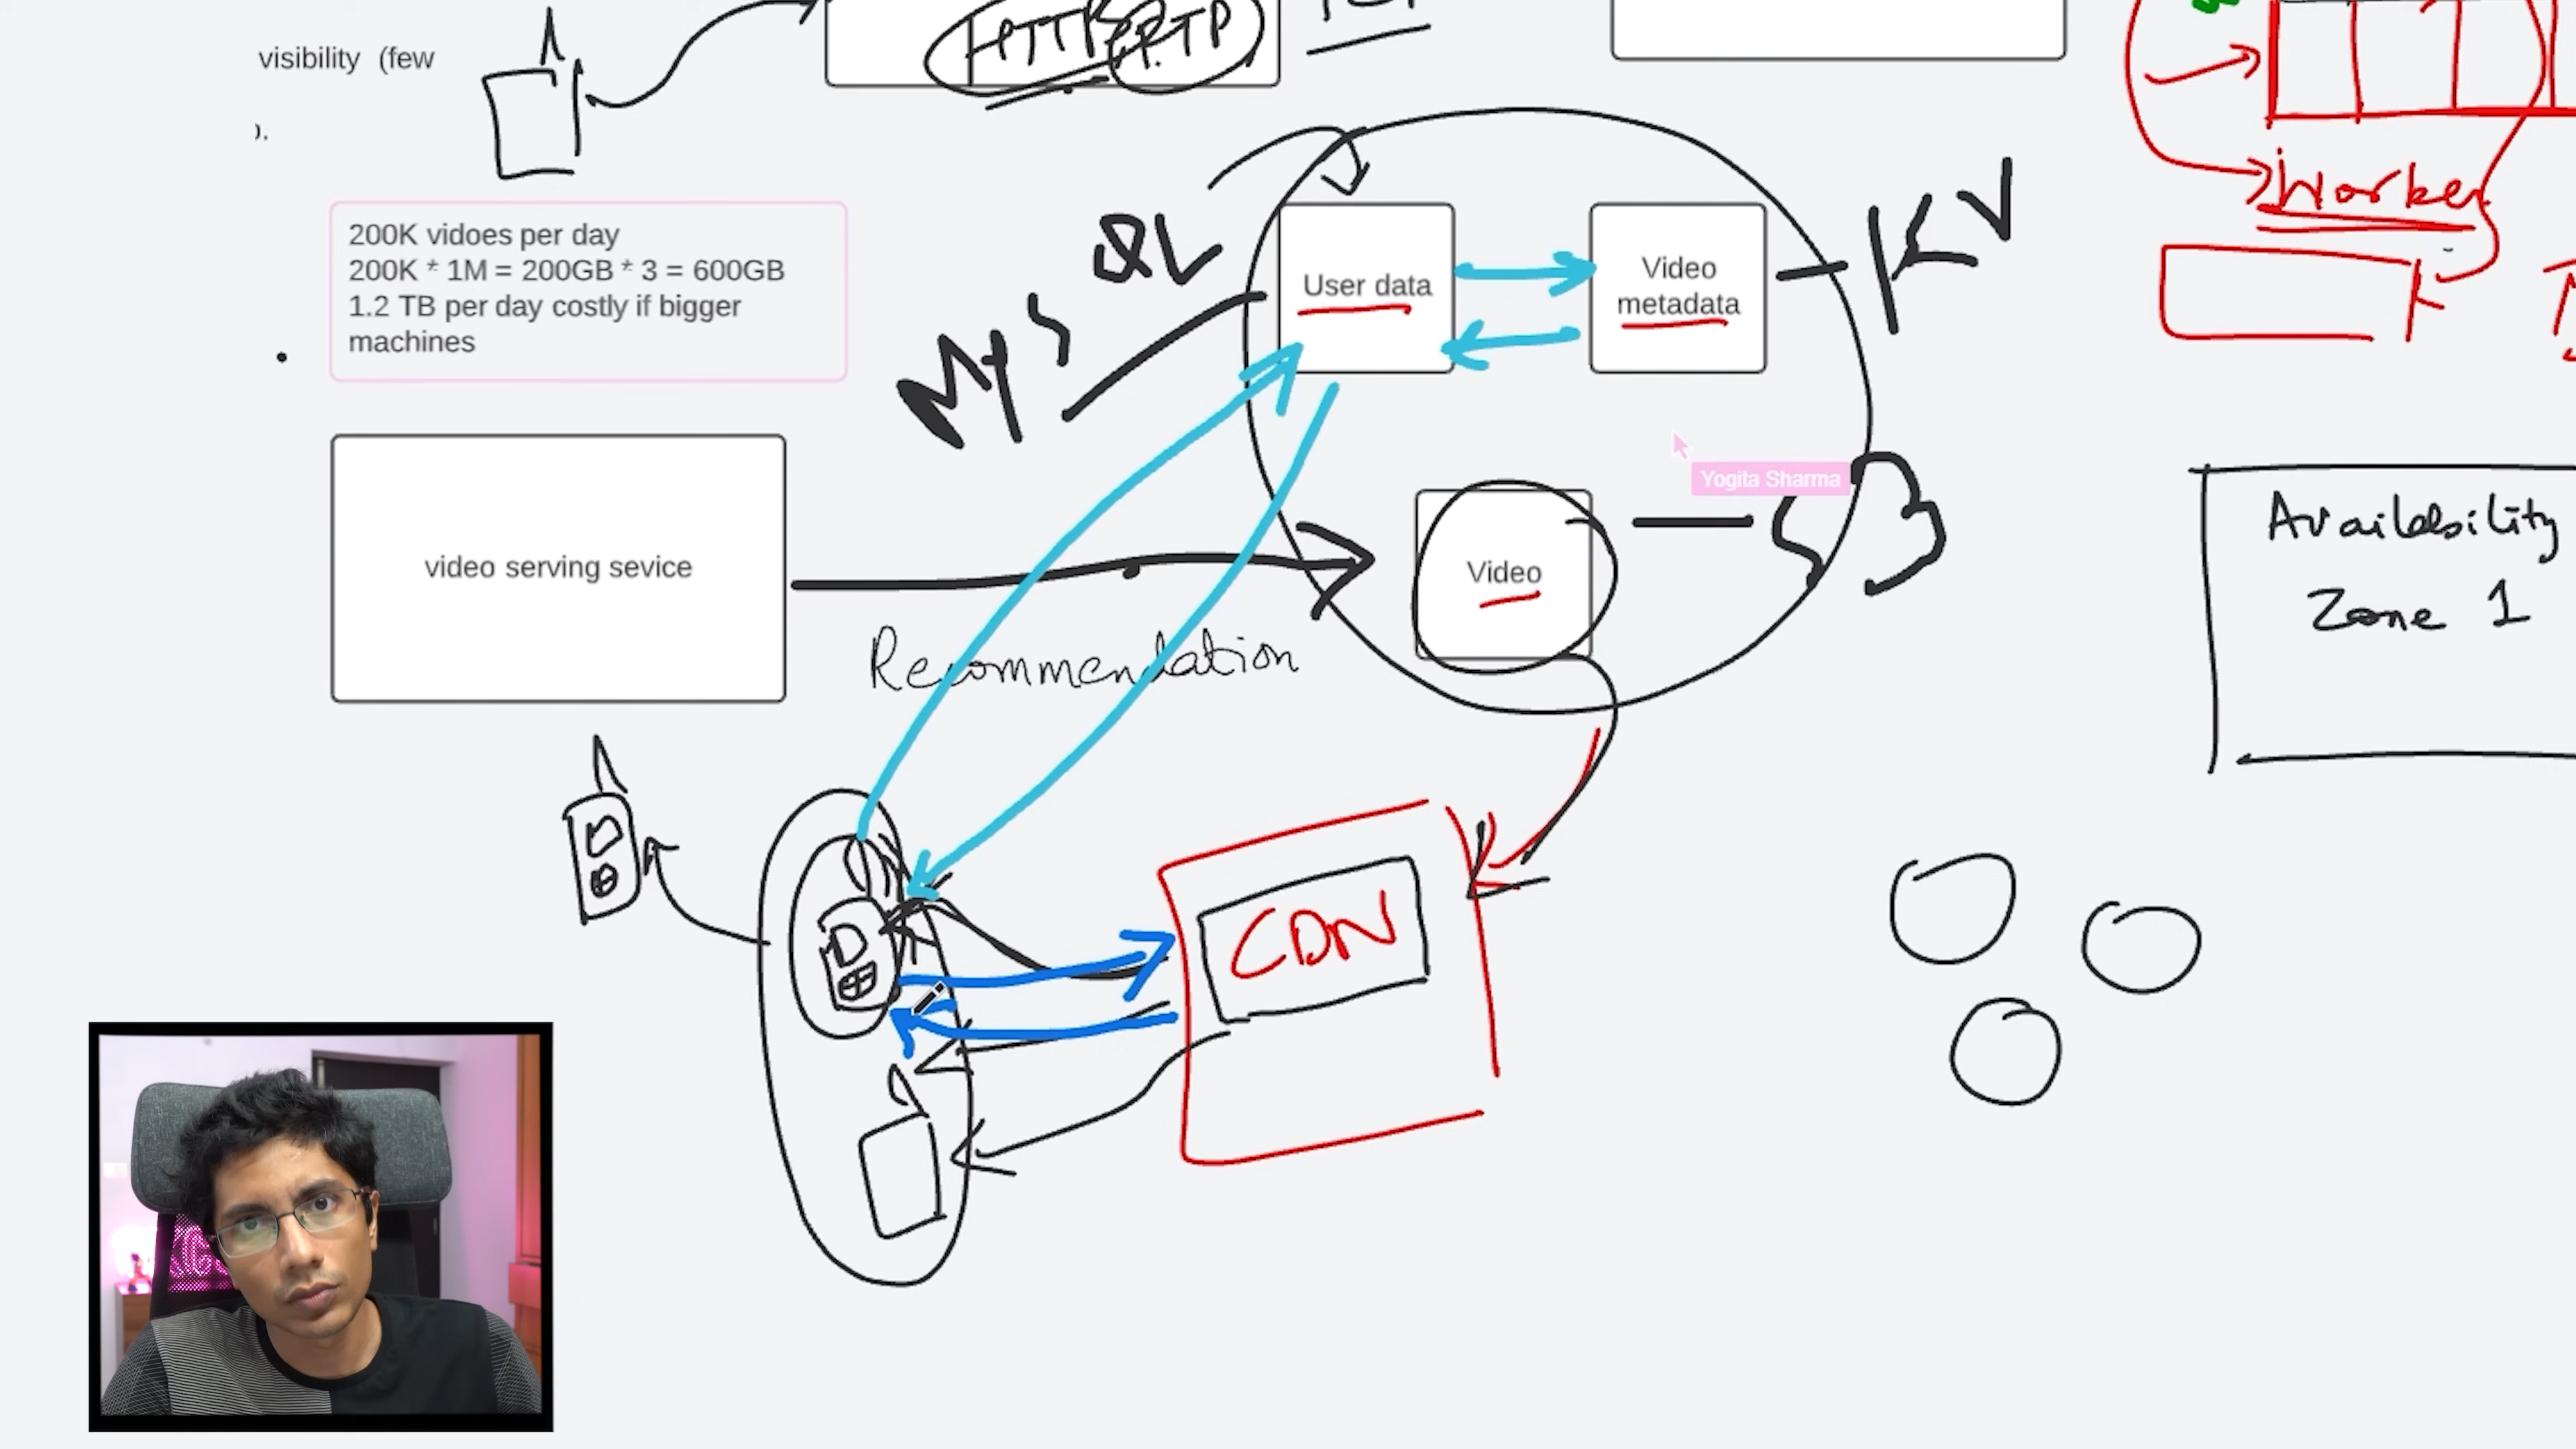 visibility (few
).
200K vidoes per day
200K * 1M = 200GB * 3 = 600GB
1.2 TB per day costly if bigger
machines
HTTP
RTP
MySQL
User data
Video
metadata
KV
Worker
Yogita Sharma
video serving sevice
Video
S3
Recommendation
Availability
Zone 1
CDN